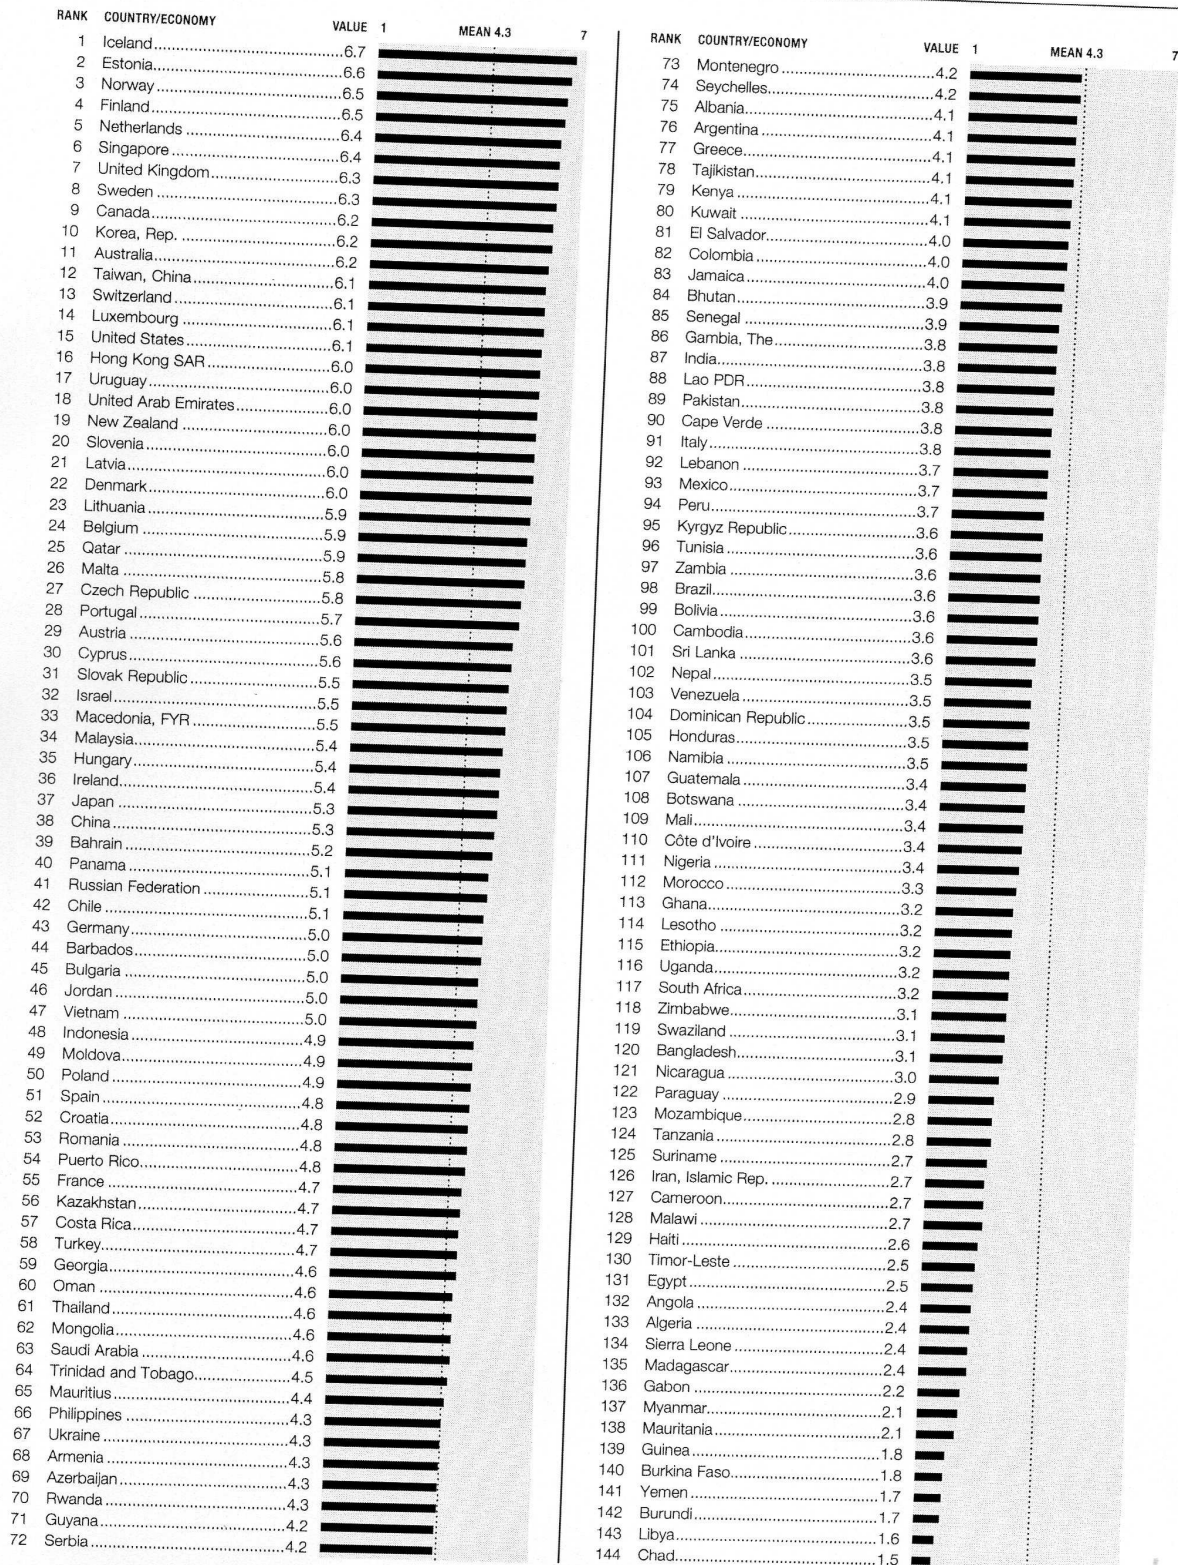 RANK COUNTRY/ECONOMY VALUE 1 MEAN 4.3 7
1 Iceland 6.7
2 Estonia 6.6
3 Norway 6.5
4 Finland 6.5
5 Netherlands 6.4
6 Singapore 6.4
7 United Kingdom 6.3
8 Sweden 6.3
9 Canada 6.2
10 Korea, Rep. 6.2
11 Australia 6.2
12 Taiwan, China 6.1
13 Switzerland 6.1
14 Luxembourg 6.1
15 United States 6.1
16 Hong Kong SAR 6.0
17 Uruguay 6.0
18 United Arab Emirates 6.0
19 New Zealand 6.0
20 Slovenia 6.0
21 Latvia 6.0
22 Denmark 6.0
23 Lithuania 5.9
24 Belgium 5.9
25 Qatar 5.9
26 Malta 5.8
27 Czech Republic 5.8
28 Portugal 5.7
29 Austria 5.6
30 Cyprus 5.6
31 Slovak Republic 5.5
32 Israel 5.5
33 Macedonia, FYR 5.5
34 Malaysia 5.4
35 Hungary 5.4
36 Ireland 5.4
37 Japan 5.3
38 China 5.3
39 Bahrain 5.2
40 Panama 5.1
41 Russian Federation 5.1
42 Chile 5.1
43 Germany 5.0
44 Barbados 5.0
45 Bulgaria 5.0
46 Jordan 5.0
47 Vietnam 5.0
48 Indonesia 4.9
49 Moldova 4.9
50 Poland 4.9
51 Spain 4.8
52 Croatia 4.8
53 Romania 4.8
54 Puerto Rico 4.8
55 France 4.7
56 Kazakhstan 4.7
57 Costa Rica 4.7
58 Turkey 4.7
59 Georgia 4.6
60 Oman 4.6
61 Thailand 4.6
62 Mongolia 4.6
63 Saudi Arabia 4.6
64 Trinidad and Tobago 4.5
65 Mauritius 4.4
66 Philippines 4.3
67 Ukraine 4.3
68 Armenia 4.3
69 Azerbaijan 4.3
70 Rwanda 4.3
71 Guyana 4.2
72 Serbia 4.2
RANK COUNTRY/ECONOMY VALUE 1 MEAN 4.3 7
73 Montenegro 4.2
74 Seychelles 4.2
75 Albania 4.1
76 Argentina 4.1
77 Greece 4.1
78 Tajikistan 4.1
79 Kenya 4.1
80 Kuwait 4.1
81 El Salvador 4.0
82 Colombia 4.0
83 Jamaica 4.0
84 Bhutan 3.9
85 Senegal 3.9
86 Gambia, The 3.8
87 India 3.8
88 Lao PDR 3.8
89 Pakistan 3.8
90 Cape Verde 3.8
91 Italy 3.8
92 Lebanon 3.7
93 Mexico 3.7
94 Peru 3.7
95 Kyrgyz Republic 3.6
96 Tunisia 3.6
97 Zambia 3.6
98 Brazil 3.6
99 Bolivia 3.6
100 Cambodia 3.6
101 Sri Lanka 3.6
102 Nepal 3.5
103 Venezuela 3.5
104 Dominican Republic 3.5
105 Honduras 3.5
106 Namibia 3.5
107 Guatemala 3.4
108 Botswana 3.4
109 Mali 3.4
110 Côte d'Ivoire 3.4
111 Nigeria 3.4
112 Morocco 3.3
113 Ghana 3.2
114 Lesotho 3.2
115 Ethiopia 3.2
116 Uganda 3.2
117 South Africa 3.2
118 Zimbabwe 3.1
119 Swaziland 3.1
120 Bangladesh 3.1
121 Nicaragua 3.0
122 Paraguay 2.9
123 Mozambique 2.8
124 Tanzania 2.8
125 Suriname 2.7
126 Iran, Islamic Rep. 2.7
127 Cameroon 2.7
128 Malawi 2.7
129 Haiti 2.6
130 Timor-Leste 2.5
131 Egypt 2.5
132 Angola 2.4
133 Algeria 2.4
134 Sierra Leone 2.4
135 Madagascar 2.4
136 Gabon 2.2
137 Myanmar 2.1
138 Mauritania 2.1
139 Guinea 1.8
140 Burkina Faso 1.8
141 Yemen 1.7
142 Burundi 1.7
143 Libya 1.6
144 Chad 1.5